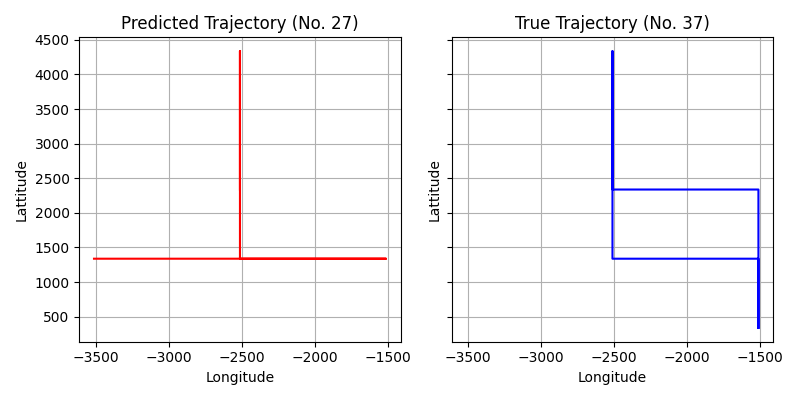 Predicted Trajectory (No. 27)
True Trajectory (No. 37)
4500
4000
3500
3000
2500
2000
1500
1000
500
Lattitude
Lattitude
−3500 −3000 −2500 −2000 −1500
−3500 −3000 −2500 −2000 −1500
Longitude
Longitude